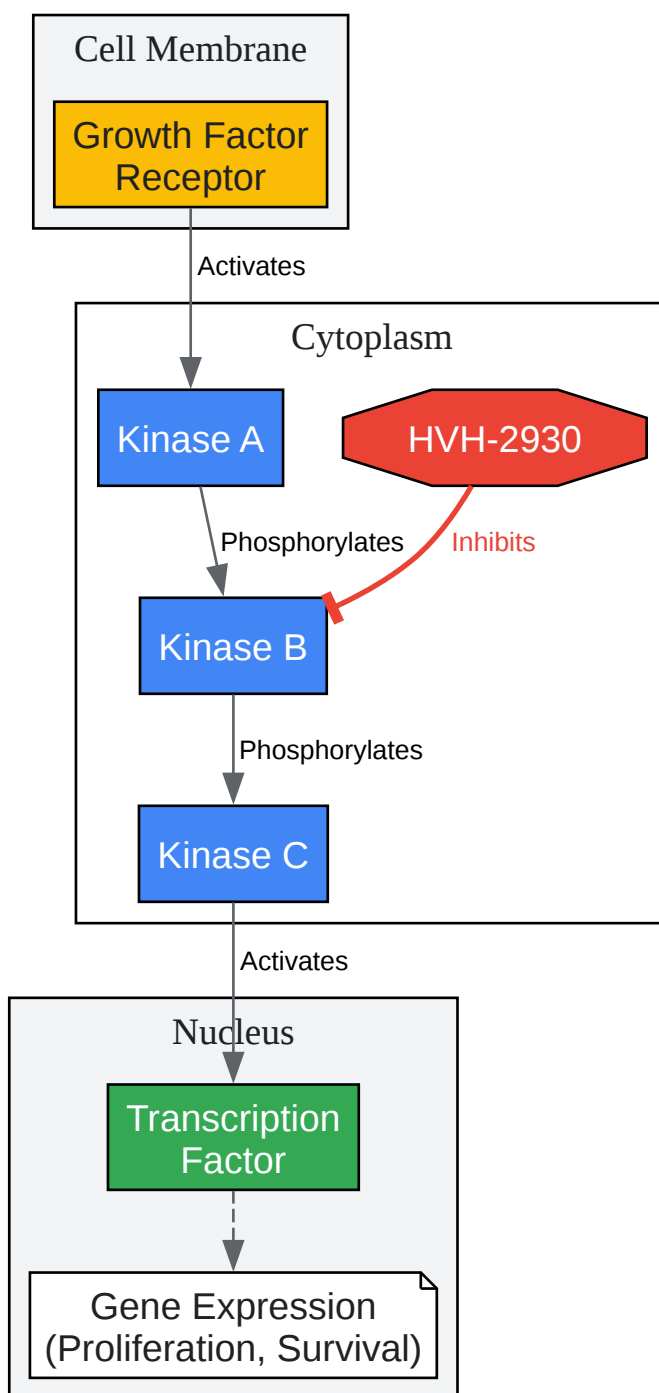 Cell Membrane
Growth Factor
Receptor
Activates
Cytoplasm
Kinase A
HVH-2930
Phosphorylates
Inhibits
Kinase B
Phosphorylates
Kinase C
Activates
Nucleus
Transcription
Factor
Gene Expression
(Proliferation, Survival)